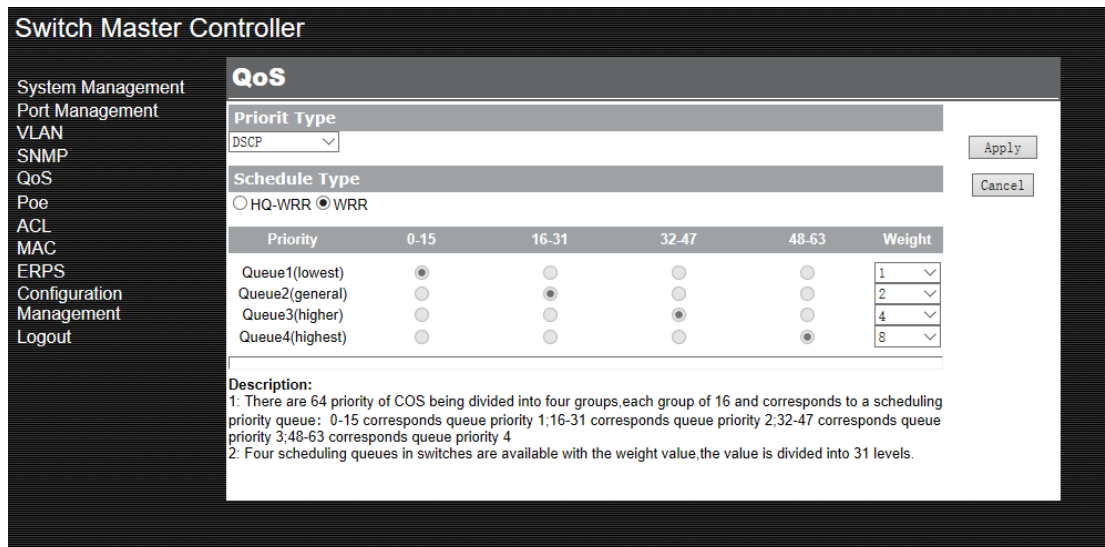 Switch Master Controller
System Management
Port Management
VLAN
SNMP
QoS
Poe
ACL
MAC
ERPS
Configuration
Management
Logout
QoS
Priorit Type
DSCP
Apply
Schedule Type
Cancel
HQ-WRR WRR
Priority 0-15 16-31 32-47 48-63 Weight
Queue1(lowest) 1
Queue2(general) 2
Queue3(higher) 4
Queue4(highest) 8
Description:
1: There are 64 priority of COS being divided into four groups,each group of 16 and corresponds to a scheduling
priority queue：0-15 corresponds queue priority 1;16-31 corresponds queue priority 2;32-47 corresponds queue
priority 3;48-63 corresponds queue priority 4
2: Four scheduling queues in switches are available with the weight value,the value is divided into 31 levels.